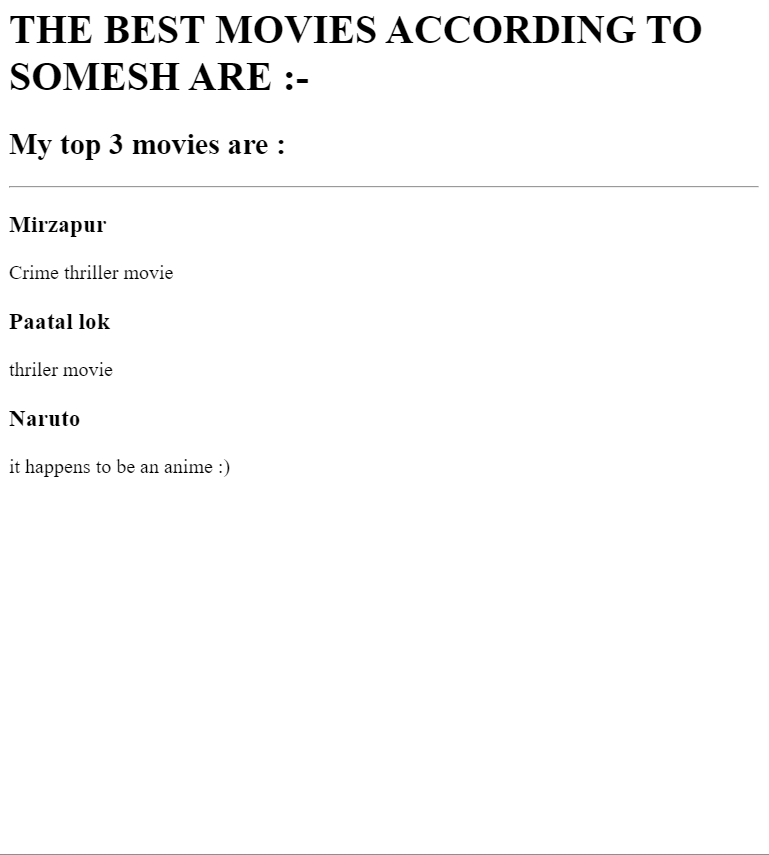 THE BEST MOVIES ACCORDING TO
SOMESH ARE :-
My top 3 movies are :
Mirzapur
Crime thriller movie
Paatal lok
thriler movie
Naruto
it happens to be an anime :)